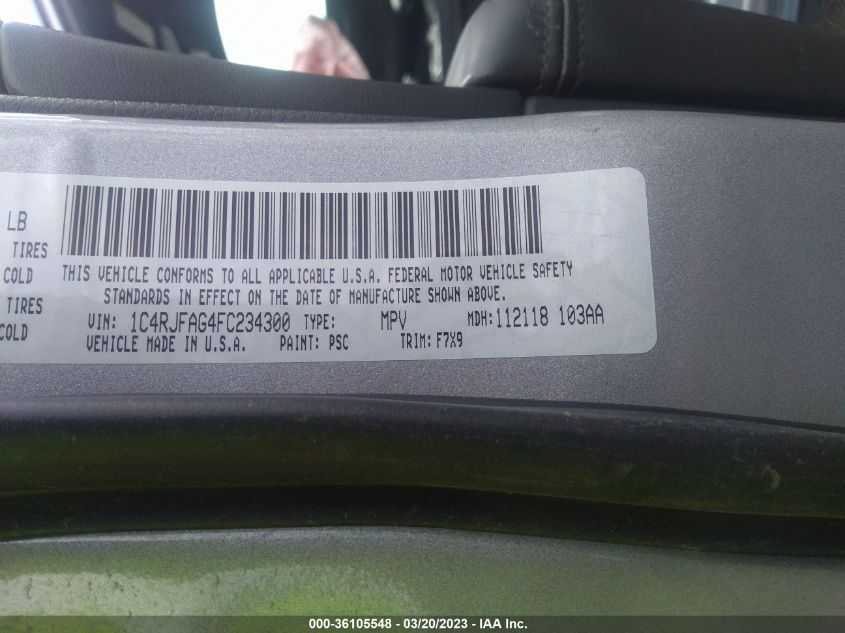 LB
TIRES
COLD
TIRES
COLD
THIS VEHICLE CONFORMS TO ALL APPLICABLE U.S.A. FEDERAL MOTOR VEHICLE SAFETY
STANDARDS IN EFFECT ON THE DATE OF MANUFACTURE SHOWN ABOVE.
VIN: 1C4RJFAG4FC234300 TYPE: MPV MDH:112118 103AA
VEHICLE MADE IN U.S.A. PAINT: PSC TRIM: F7X9
000-36105548 - 03/20/2023 - IAA Inc.